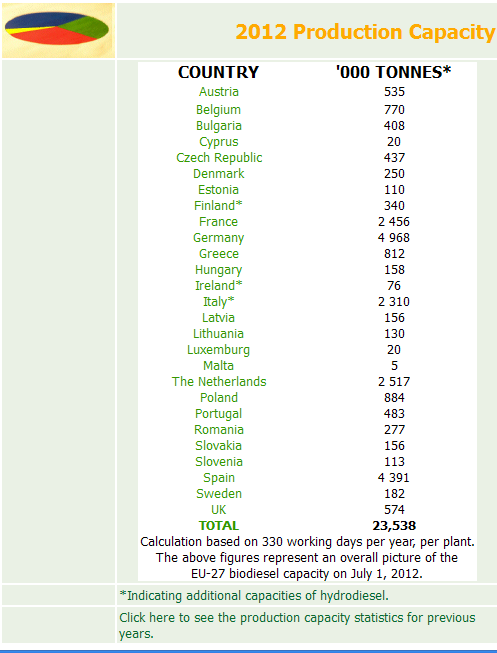 2012 Production Capacity
COUNTRY '000 TONNES*
Austria 535
Belgium 770
Bulgaria 408
Cyprus 20
Czech Republic 437
Denmark 250
Estonia 110
Finland* 340
France 2 456
Germany 4 968
Greece 812
Hungary 158
Ireland* 76
Italy* 2 310
Latvia 156
Lithuania 130
Luxemburg 20
Malta 5
The Netherlands 2 517
Poland 884
Portugal 483
Romania 277
Slovakia 156
Slovenia 113
Spain 4 391
Sweden 182
UK 574
TOTAL 23,538
Calculation based on 330 working days per year, per plant.
The above figures represent an overall picture of the
EU-27 biodiesel capacity on July 1, 2012.
*Indicating additional capacities of hydrodiesel.
Click here to see the production capacity statistics for previous
years.